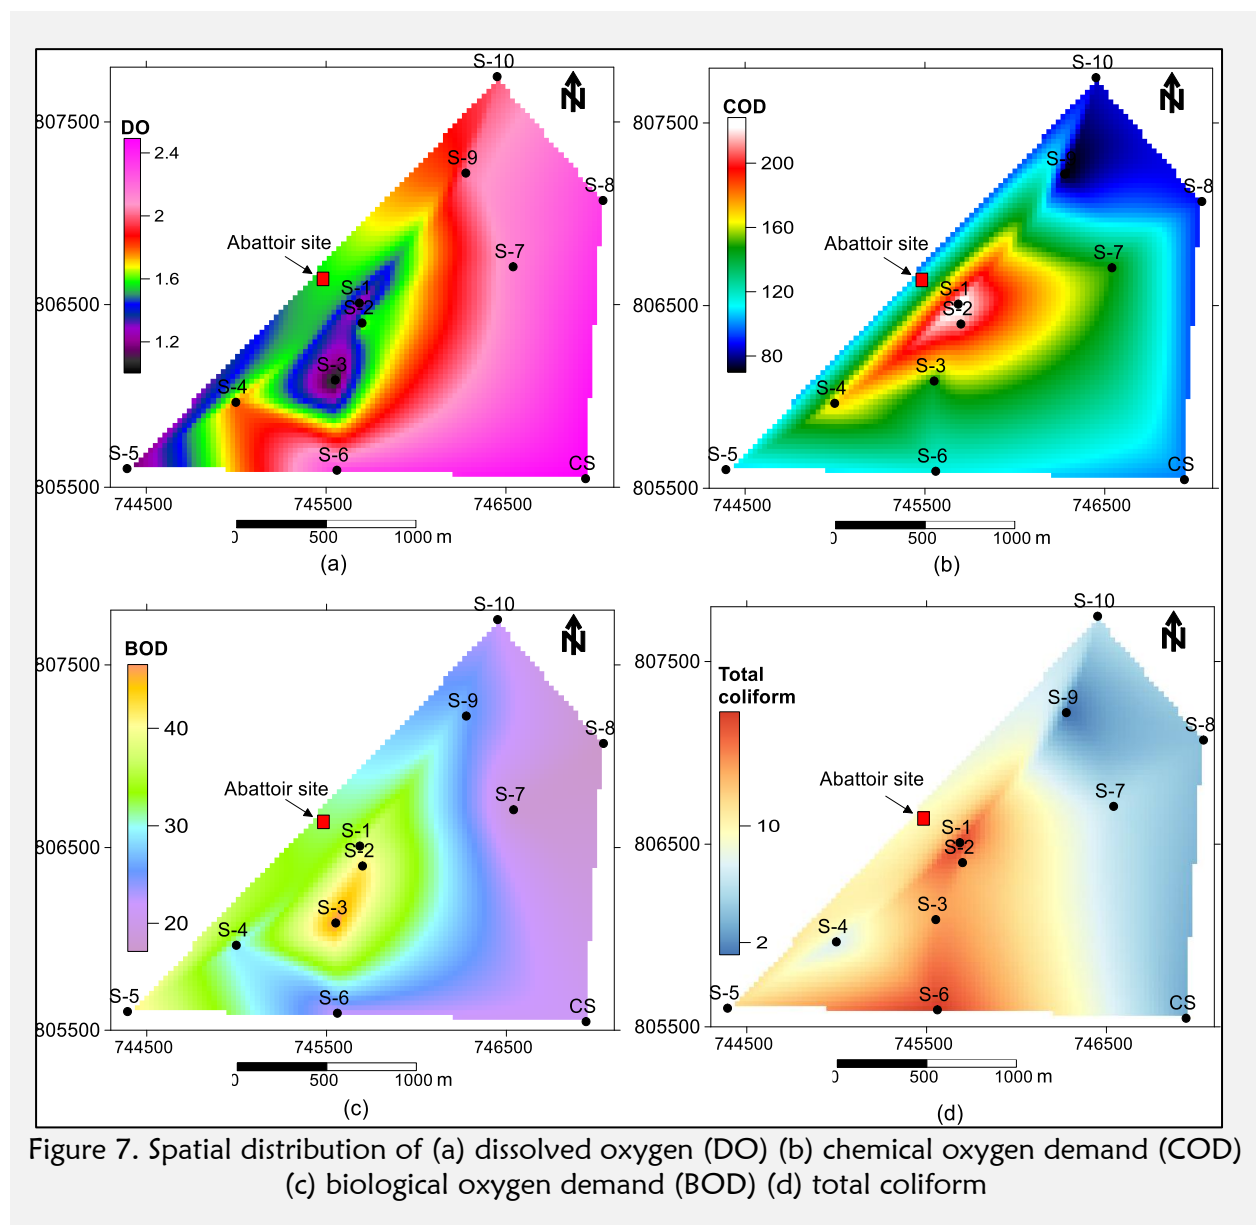 S-10
807500
DO
2.4
S-9
2
S-8
Abattoir site
S-7
1.6
S-1
806500
S-2
1.2
S-3
S-4
S-5
S-6
CS
805500
744500 745500 746500
0 500 1000 m
(a)
S-10
807500
COD
200
S-9
S-8
160
Abattoir site
S-7
120
S-1
806500
S-2
80
S-3
S-4
S-5
S-6
805500
744500 745500 746500
0 500 1000 m
(b)
S-10
BOD
807500
S-9
40
S-8
Abattoir site
S-7
30
S-1
806500
S-2
20
S-3
S-4
S-5
S-6
CS
805500
744500 745500 746500
0 500 1000 m
(c)
S-10
807500
Total
coliform
S-9
S-8
Abattoir site
S-7
10
S-1
806500
S-2
S-3
2
S-4
S-5
S-6
CS
805500
744500 745500 746500
0 500 1000 m
(d)
Figure 7. Spatial distribution of (a) dissolved oxygen (DO) (b) chemical oxygen demand (COD)
(c) biological oxygen demand (BOD) (d) total coliform